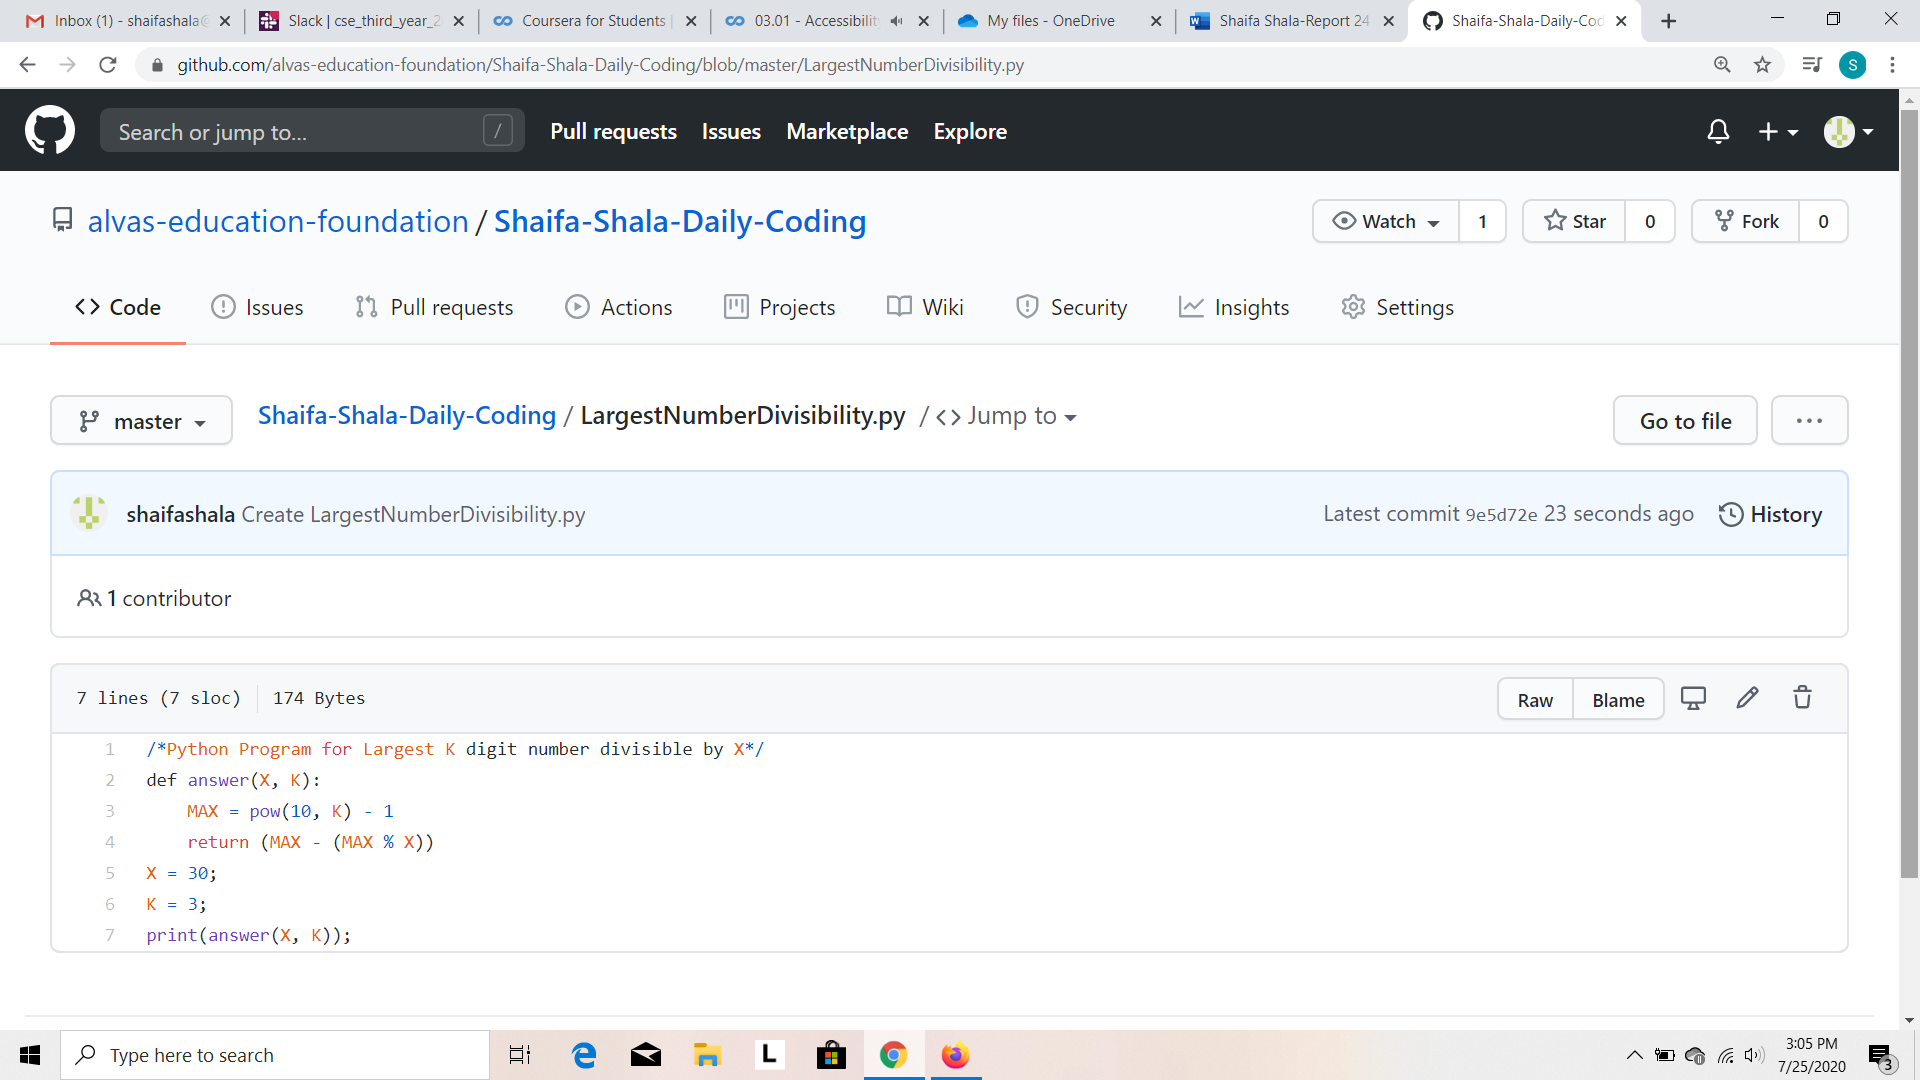 Inbox (1) - shaifashala@
Slack | cse_third_year_2
Coursera for Students |
03.01 - Accessibility
My files - OneDrive
Shaifa Shala-Report 24
Shaifa-Shala-Daily-Cod
github.com/alvas-education-foundation/Shaifa-Shala-Daily-Coding/blob/master/LargestNumberDivisibility.py
S
Search or jump to... /
Pull requests Issues Marketplace Explore
alvas-education-foundation / Shaifa-Shala-Daily-Coding
Watch 1 Star 0 Fork 0
Code Issues Pull requests Actions Projects Wiki Security Insights Settings
master Shaifa-Shala-Daily-Coding / LargestNumberDivisibility.py / <> Jump to Go to file ...
shaifashala Create LargestNumberDivisibility.py Latest commit 9e5d72e 23 seconds ago History
1 contributor
7 lines (7 sloc) 174 Bytes Raw Blame
1 /*Python Program for Largest K digit number divisible by X*/
2 def answer(X, K):
3 MAX = pow(10, K) - 1
4 return (MAX - (MAX % X))
5 X = 30;
6 K = 3;
7 print(answer(X, K));
Type here to search
L
3:05 PM
7/25/2020
3